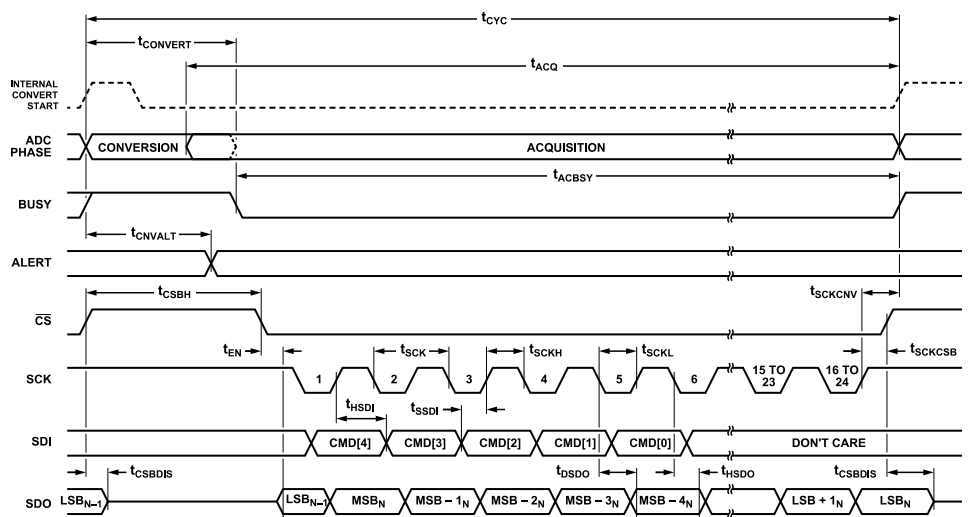 tCYC
tCONVERT
tACQ
INTERNAL
CONVERT
START
ADC
PHASE
CONVERSION
ACQUISITION
tACBSY
BUSY
tCNVALT
ALERT
tCSBH
tSCKCNV
CS
tEN
tSCK
tSCKH
tSCKL
tSCKCSB
SCK
1
2
3
4
5
6
15 TO
23
16 TO
24
tHSDI
tSSDI
SDI
CMD[4]
CMD[3]
CMD[2]
CMD[1]
CMD[0]
DON'T CARE
tCSBDIS
tDSDO
tHSDO
tCSBDIS
SDO
LSBN–1
LSBN–1
MSBN
MSB – 1N
MSB – 2N
MSB – 3N
MSB – 4N
LSB + 1N
LSBN